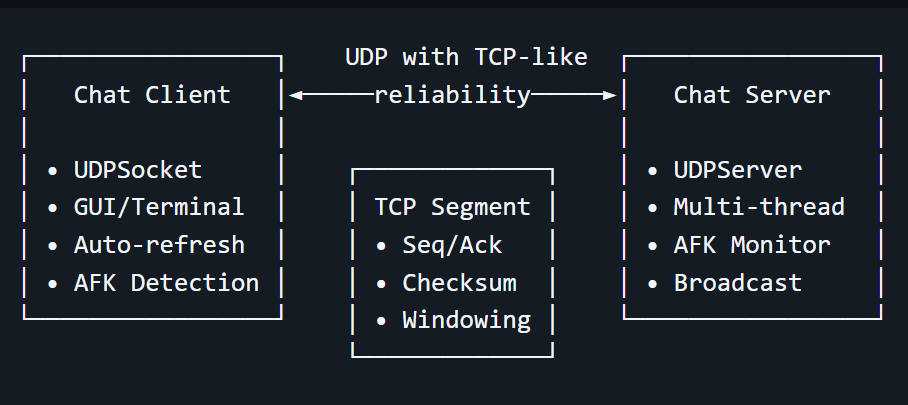 UDP with TCP-like
reliability
Chat Client
• UDPSocket
• GUI/Terminal
• Auto-refresh
• AFK Detection
TCP Segment
• Seq/Ack
• Checksum
• Windowing
Chat Server
• UDPServer
• Multi-thread
• AFK Monitor
• Broadcast